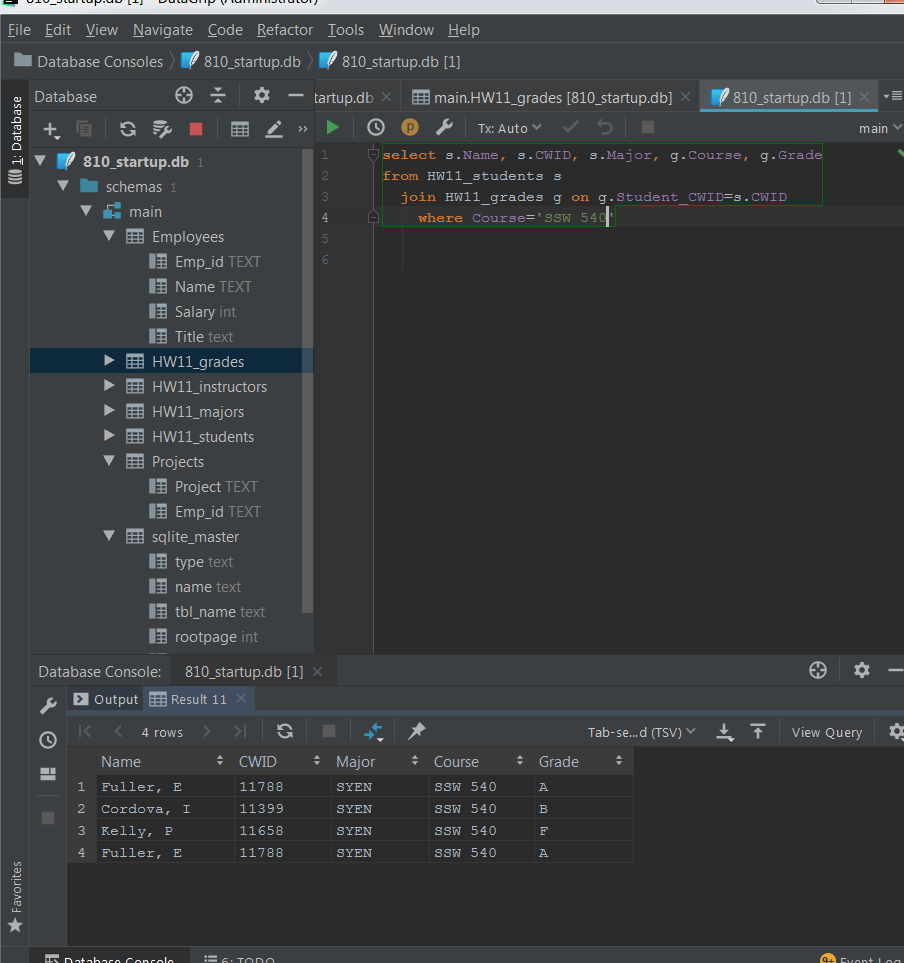 810_startup.db [1] - DataGrip (Administrator)
File Edit View Navigate Code Refactor Tools Window Help
Database Consoles 810_startup.db 810_startup.db [1]
Database
tartup.db main.HW11_grades [810_startup.db] 810_startup.db [1]
Tx: Auto main
1: Database
810_startup.db 1
schemas 1
main
Employees
Emp_id TEXT
Name TEXT
Salary int
Title text
HW11_grades
HW11_instructors
HW11_majors
HW11_students
Projects
Project TEXT
Emp_id TEXT
sqlite_master
type text
name text
tbl_name text
rootpage int
1 select s.Name, s.CWID, s.Major, g.Course, g.Grade
2 from HW11_students s
3 join HW11_grades g on g.Student_CWID=s.CWID
4 where Course='SSW 540'
5
6
Database Console: 810_startup.db [1]
Output Result 11
4 rows Tab-se...d (TSV) View Query
Name CWID Major Course Grade
1 Fuller, E 11788 SYEN SSW 540 A
2 Cordova, I 11399 SYEN SSW 540 B
3 Kelly, P 11658 SYEN SSW 540 F
4 Fuller, E 11788 SYEN SSW 540 A
Favorites
Database Console 6: TODO 9+ Event Log